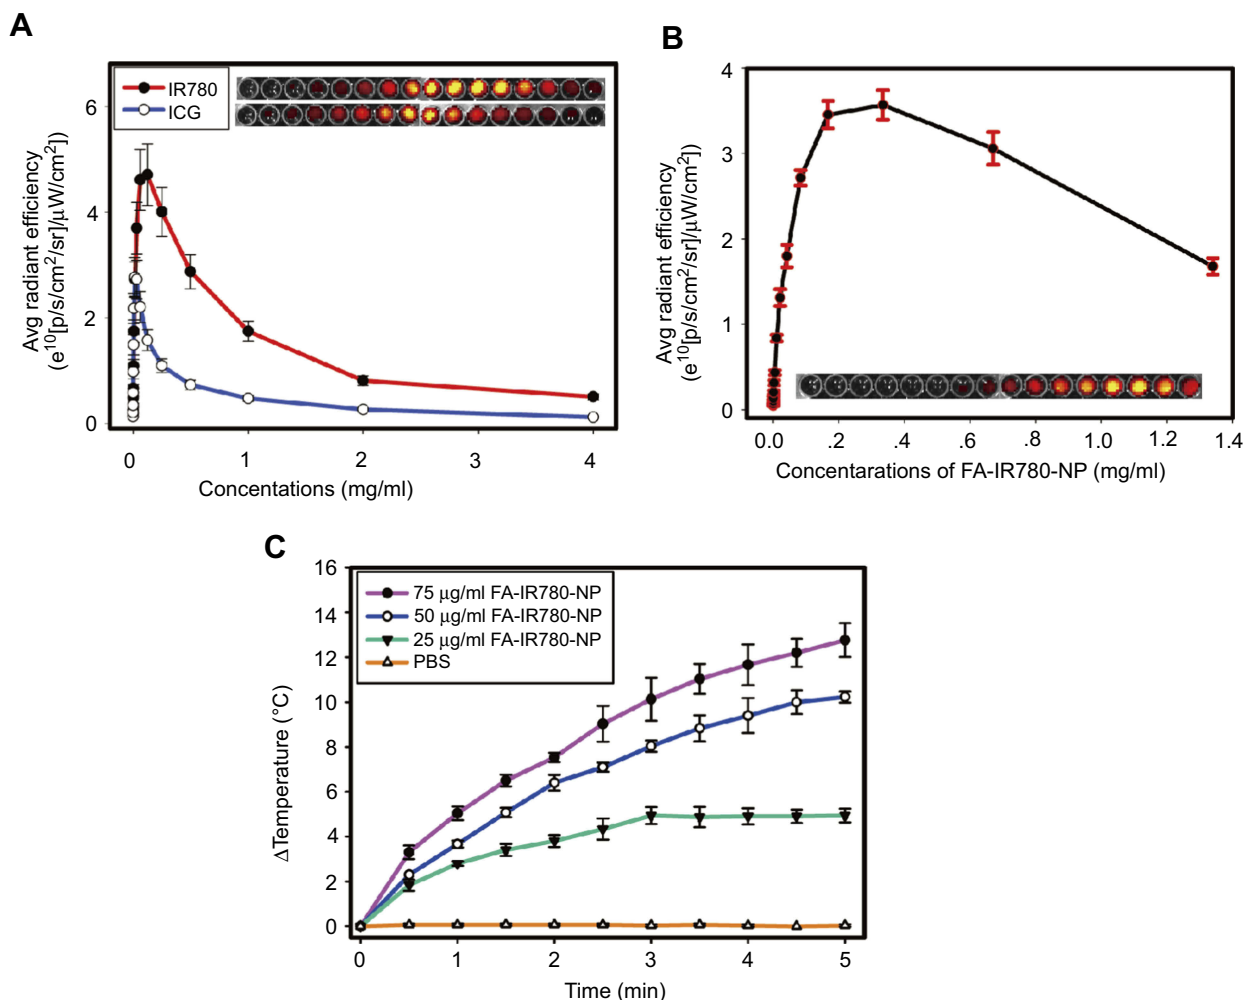 A
IR780
ICG
Avg radiant efficiency
(e10[p/s/cm2/sr]/μW/cm2])
6
4
2
0
0 1 2 3 4
Concentations (mg/ml)
B
Avg radiant efficiency
(e10[p/s/cm2/sr]/μW/cm2)
4
3
2
1
0
0.0 .2 .4 .6 .8 1.0 1.2 1.4
Concentarations of FA-IR780-NP (mg/ml)
C
75 μg/ml FA-IR780-NP
50 μg/ml FA-IR780-NP
25 μg/ml FA-IR780-NP
PBS
ΔTemperature (°C)
16
14
12
10
8
6
4
2
0
0 1 2 3 4 5
Time (min)